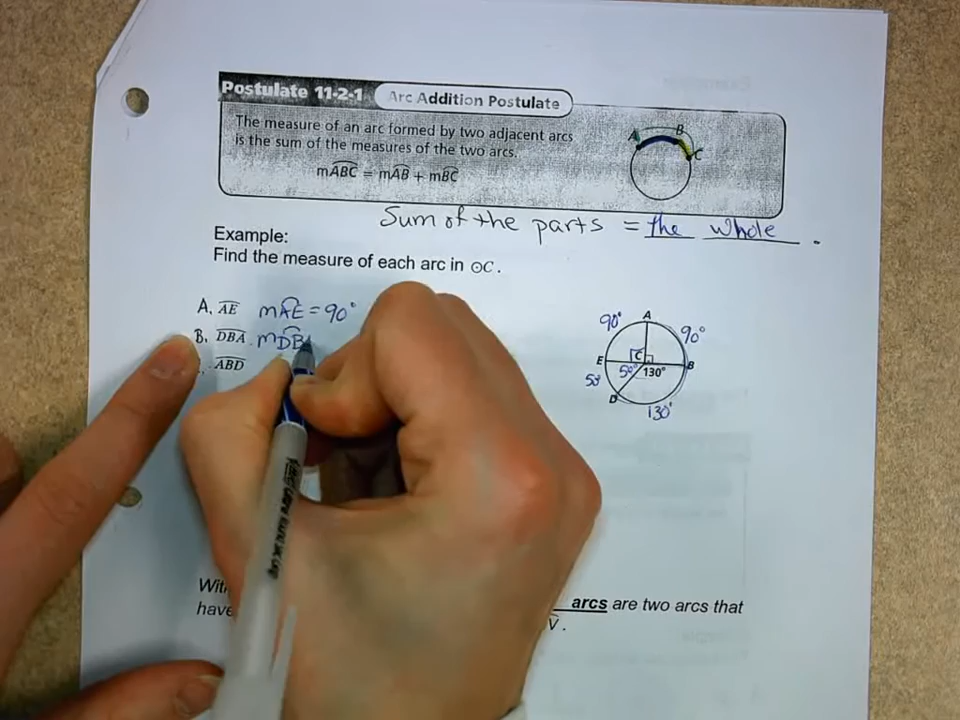 Postulate 11-2-1 Arc Addition Postulate
The measure of an arc formed by two adjacent arcs
is the sum of the measures of the two arcs.
mABC = mAB + mBC
A B C
Sum of the parts = the whole.
Example:
Find the measure of each arc in ⊙C.
A. AE mAE = 90°
B. DBA mDB
ABD
90° A 90°
E C B
50° 50° 130°
D 130°
arcs are two arcs that
have